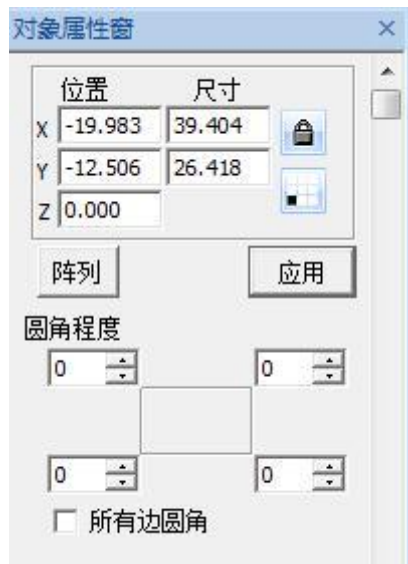 对象属性窗
位置 尺寸
X -19.983 39.404
Y -12.506 26.418
Z 0.000
阵列 应用
圆角程度
0 0
0 0
所有边圆角